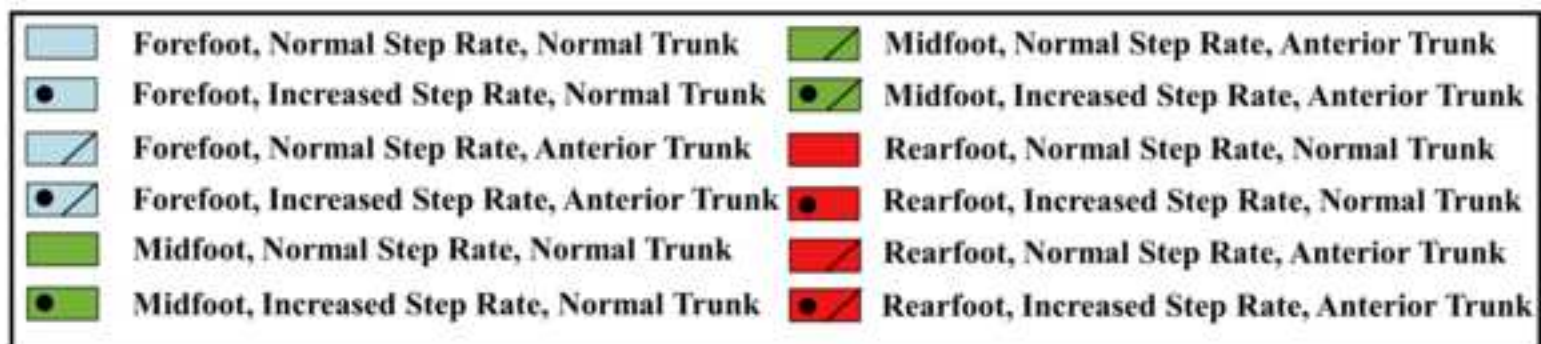 Forefoot, Normal Step Rate, Normal Trunk
Forefoot, Increased Step Rate, Normal Trunk
Forefoot, Normal Step Rate, Anterior Trunk
Forefoot, Increased Step Rate, Anterior Trunk
Midfoot, Normal Step Rate, Normal Trunk
Midfoot, Increased Step Rate, Normal Trunk
Midfoot, Normal Step Rate, Anterior Trunk
Midfoot, Increased Step Rate, Anterior Trunk
Rearfoot, Normal Step Rate, Normal Trunk
Rearfoot, Increased Step Rate, Normal Trunk
Rearfoot, Normal Step Rate, Anterior Trunk
Rearfoot, Increased Step Rate, Anterior Trunk